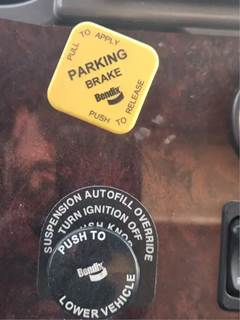 PULL TO APPLY
PARKING
BRAKE
Bendix
PUSH TO RELEASE
SUSPENSION AUTOFILL OVERRIDE
TURN IGNITION OFF
PUSH TO
Bendix
LOWER VEHICLE